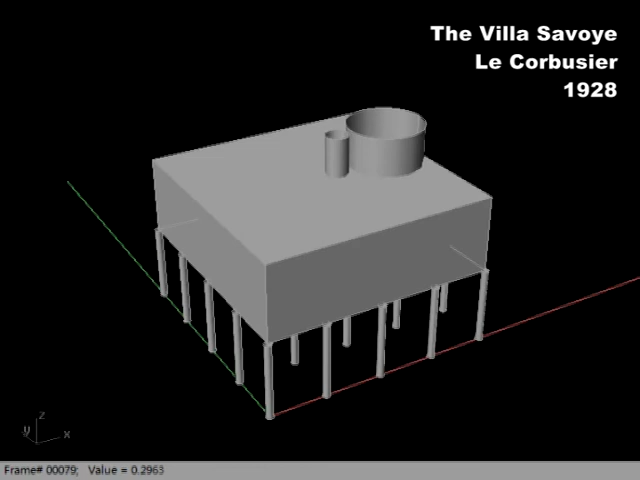 The Villa Savoye
Le Corbusier
1928
z
y
x
Frame# 00079;   Value = 0.2963